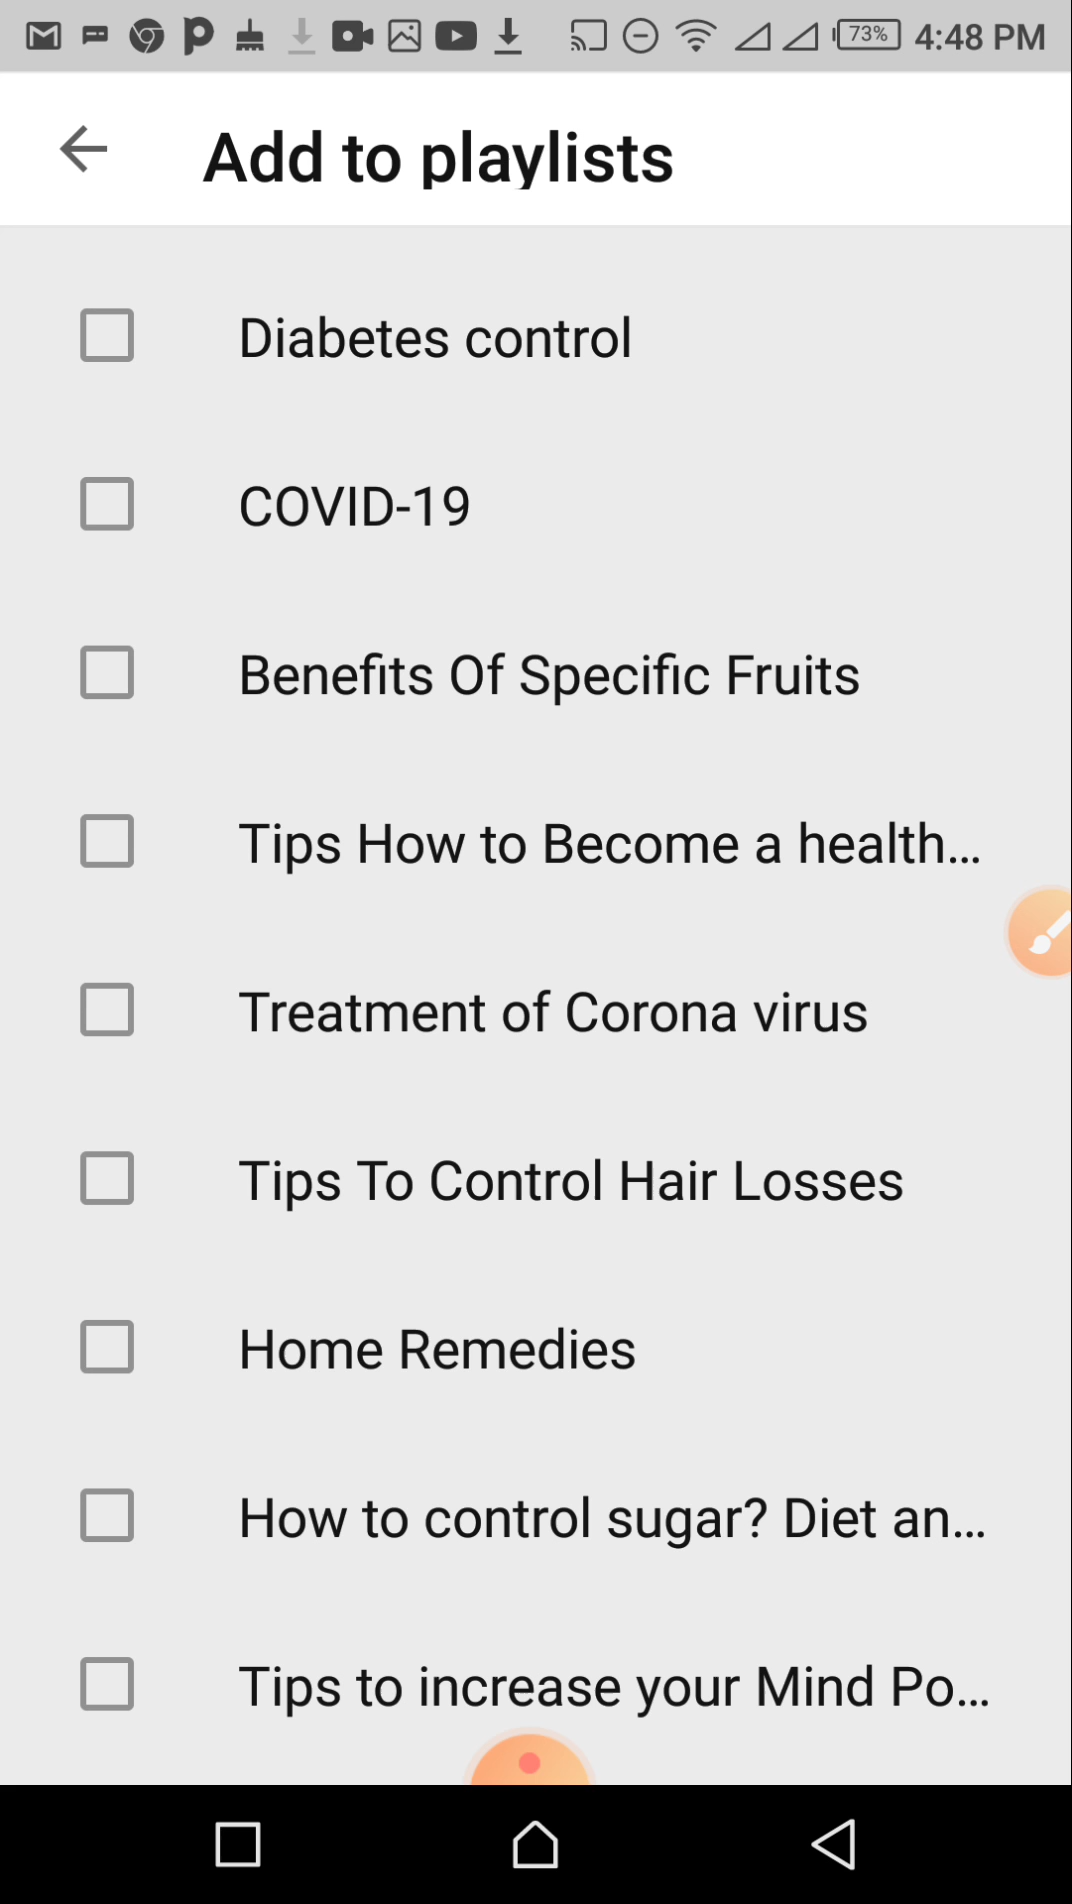 73% 4:48 PM
Add to playlists
Diabetes control
COVID-19
Benefits Of Specific Fruits
Tips How to Become a health...
Treatment of Corona virus
Tips To Control Hair Losses
Home Remedies
How to control sugar? Diet an...
Tips to increase your Mind Po...